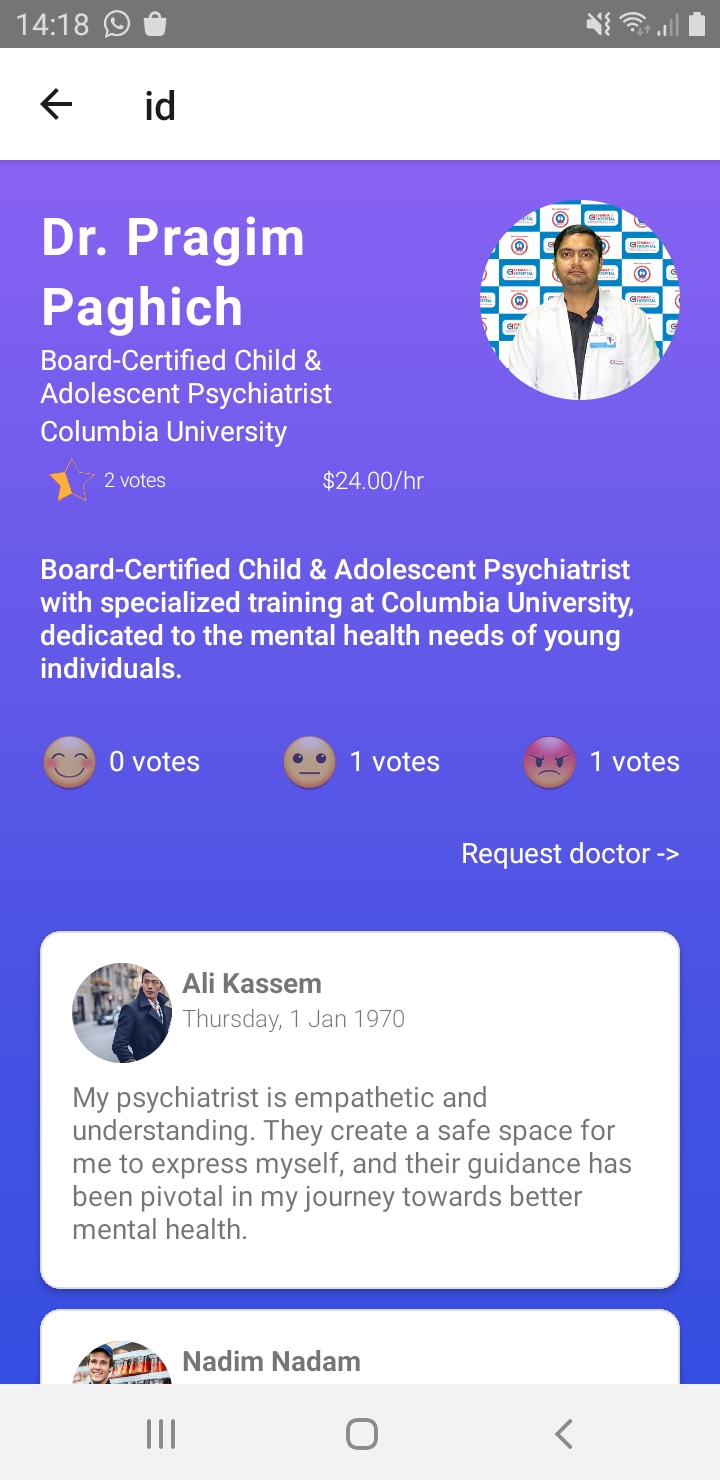 14:18
id
Dr. Pragim
Paghich
Board-Certified Child &
Adolescent Psychiatrist
Columbia University
2 votes
$24.00/hr
Board-Certified Child & Adolescent Psychiatrist
with specialized training at Columbia University,
dedicated to the mental health needs of young
individuals.
0 votes
1 votes
1 votes
Request doctor ->
Ali Kassem
Thursday, 1 Jan 1970
My psychiatrist is empathetic and
understanding. They create a safe space for
me to express myself, and their guidance has
been pivotal in my journey towards better
mental health.
Nadim Nadam